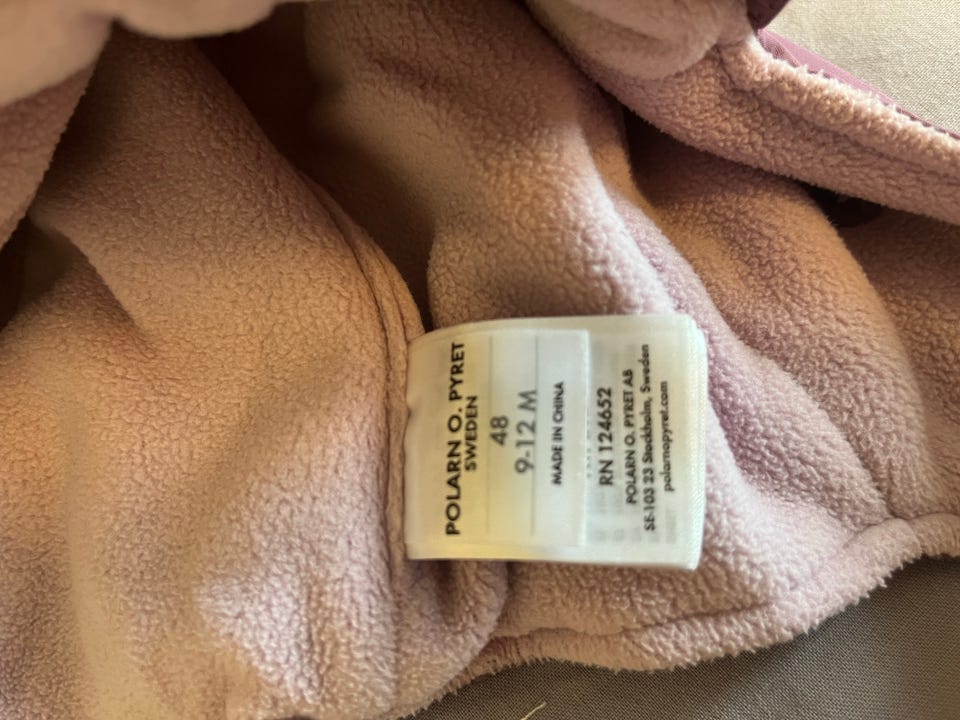 POLARN O. PYRET
SWEDEN
48
9-12 M
MADE IN CHINA
RN 124652
POLARN O. PYRET AB
SE-103 23 Stockholm, Sweden
polarnopyret.com